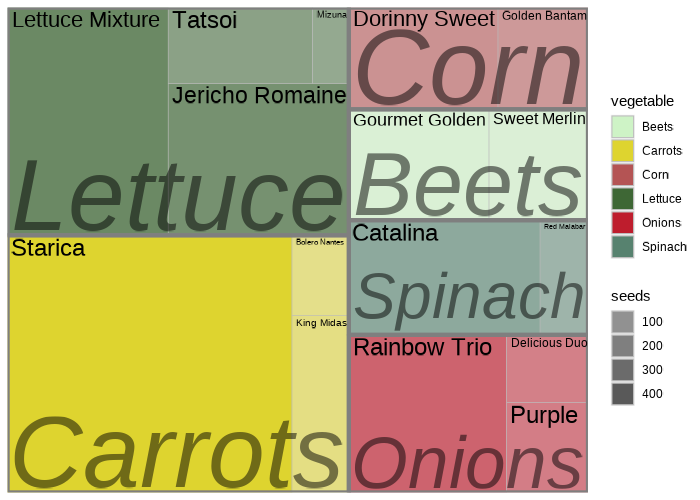 Lettuce Mixture
Tatsoi
Mizuna
Jericho Romaine
Lettuce
Dorinny Sweet
Golden Bantam
Corn
Gourmet Golden
Sweet Merlin
Beets
Starica
Bolero Nantes
King Midas
Carrots
Catalina
Red Malabar
Spinach
Rainbow Trio
Delicious Duo
Purple
Onions
vegetable
Beets
Carrots
Corn
Lettuce
Onions
Spinach
seeds
100
200
300
400